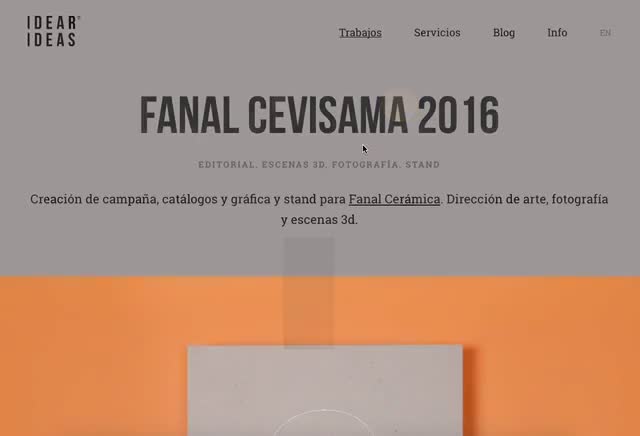 IDEAR®
IDEAS
Trabajos
Servicios
Blog
Info
EN
FANAL CEVISAMA 2016
EDITORIAL. ESCENAS 3D. FOTOGRAFÍA. STAND
Creación de campaña, catálogos y gráfica y stand para Fanal Cerámica. Dirección de arte, fotografía
y escenas 3d.